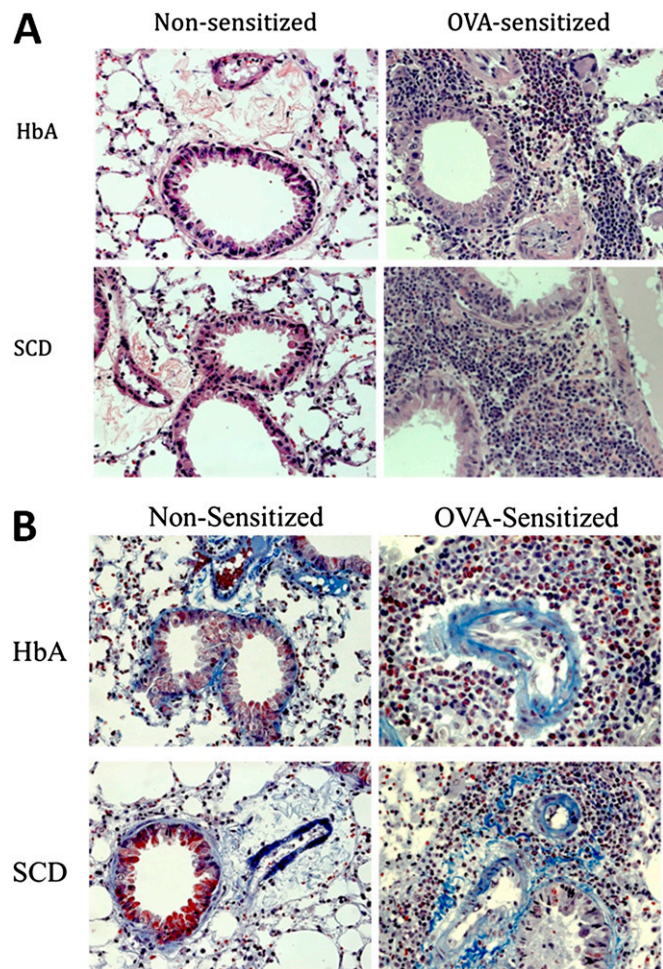 A
Non-sensitized OVA-sensitized
HbA
SCD
B
Non-Sensitized OVA-Sensitized
HbA
SCD